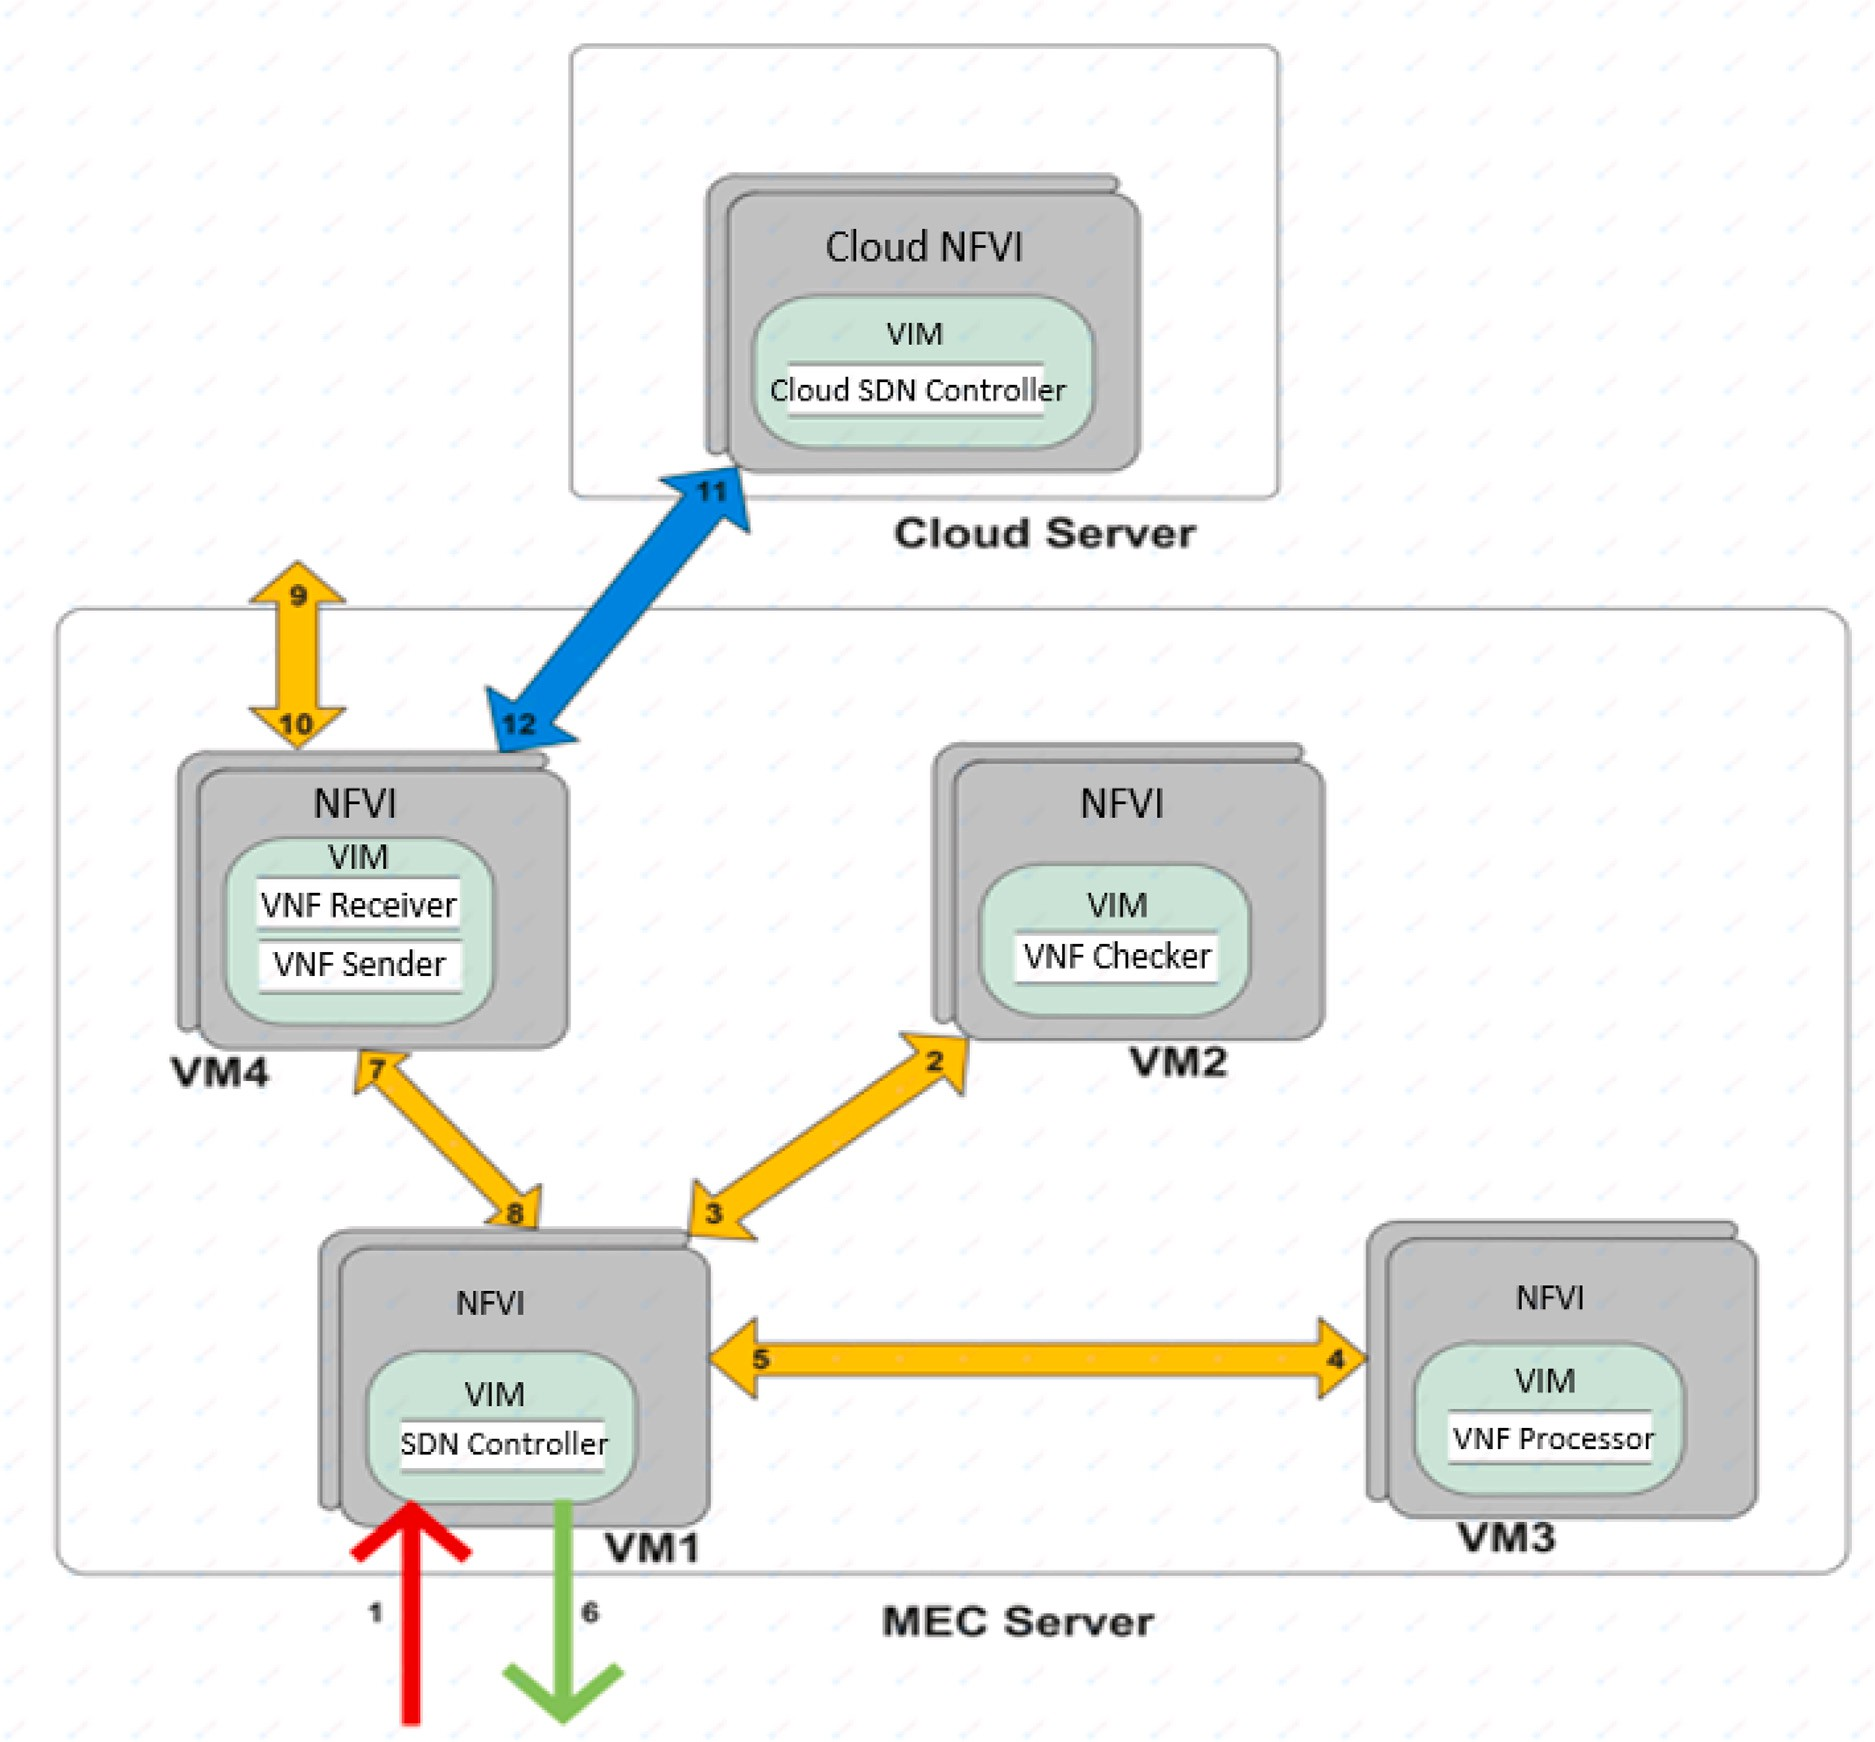 Cloud NFVI
VIM
Cloud SDN Controller
11
Cloud Server
9
10
12
NFVI
VIM
VNF Receiver
VNF Sender
VM4
NFVI
VIM
VNF Checker
VM2
7
2
8
3
NFVI
VIM
SDN Controller
VM1
5
4
NFVI
VIM
VNF Processor
VM3
1
6
MEC Server